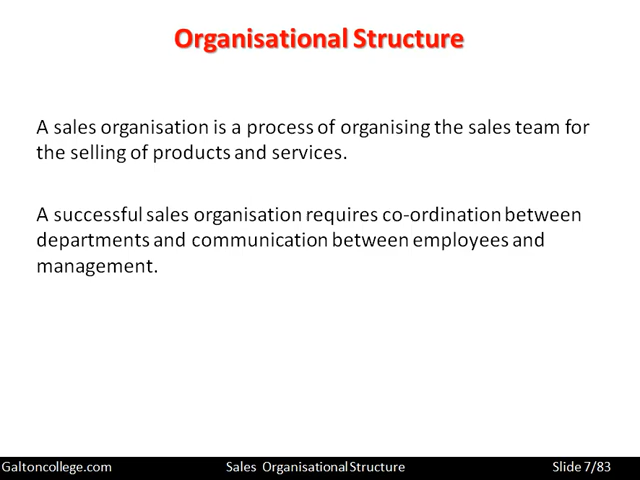 Organisational Structure
A sales organisation is a process of organising the sales team for
the selling of products and services.
A successful sales organisation requires co-ordination between
departments and communication between employees and
management.
Galtoncollege.com Sales Organisational Structure Slide 7/83